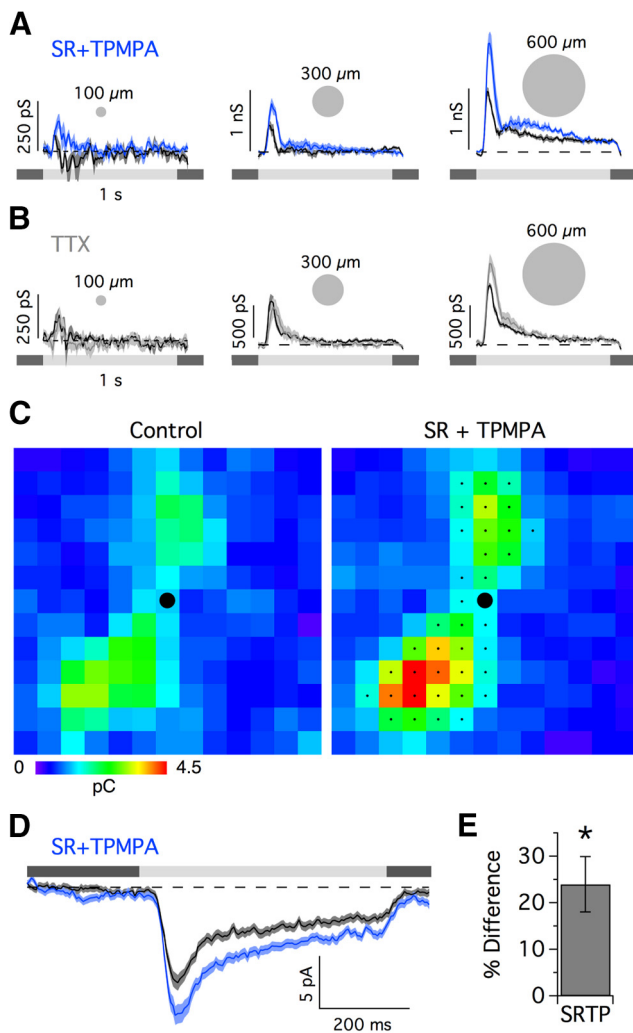 A
SR+TPMPA
100 µm
300 µm
600 µm
250 pS
1 nS
1 nS
1 s
B
TTX
100 µm
300 µm
600 µm
250 pS
500 pS
500 pS
1 s
C
Control
SR + TPMPA
0
4.5
pC
D
SR+TPMPA
5 pA
200 ms
E
*
% Difference
30
20
10
0
SRTP